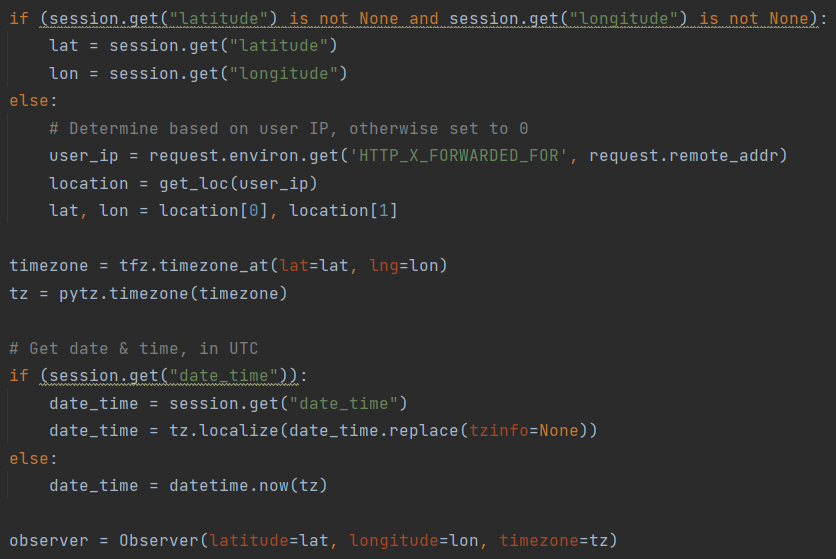 if (session.get("latitude") is not None and session.get("longitude") is not None):
    lat = session.get("latitude")
    lon = session.get("longitude")
else:
    # Determine based on user IP, otherwise set to 0
    user_ip = request.environ.get('HTTP_X_FORWARDED_FOR', request.remote_addr)
    location = get_loc(user_ip)
    lat, lon = location[0], location[1]

timezone = tfz.timezone_at(lat=lat, lng=lon)
tz = pytz.timezone(timezone)

# Get date & time, in UTC
if (session.get("date_time")):
    date_time = session.get("date_time")
    date_time = tz.localize(date_time.replace(tzinfo=None))
else:
    date_time = datetime.now(tz)

observer = Observer(latitude=lat, longitude=lon, timezone=tz)